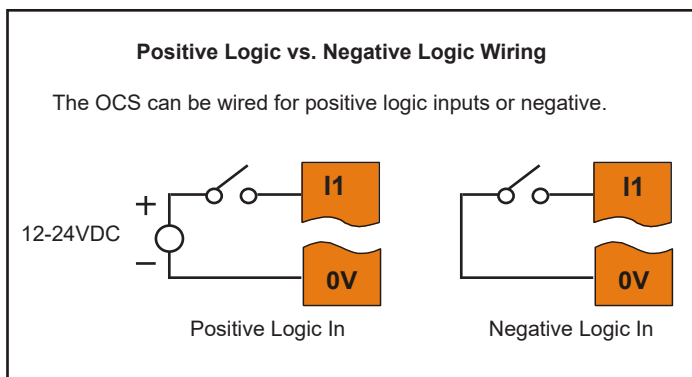 Positive Logic vs. Negative Logic Wiring
The OCS can be wired for positive logic inputs or negative.
I1
+
12-24VDC
–
0V
Positive Logic In
I1
0V
Negative Logic In